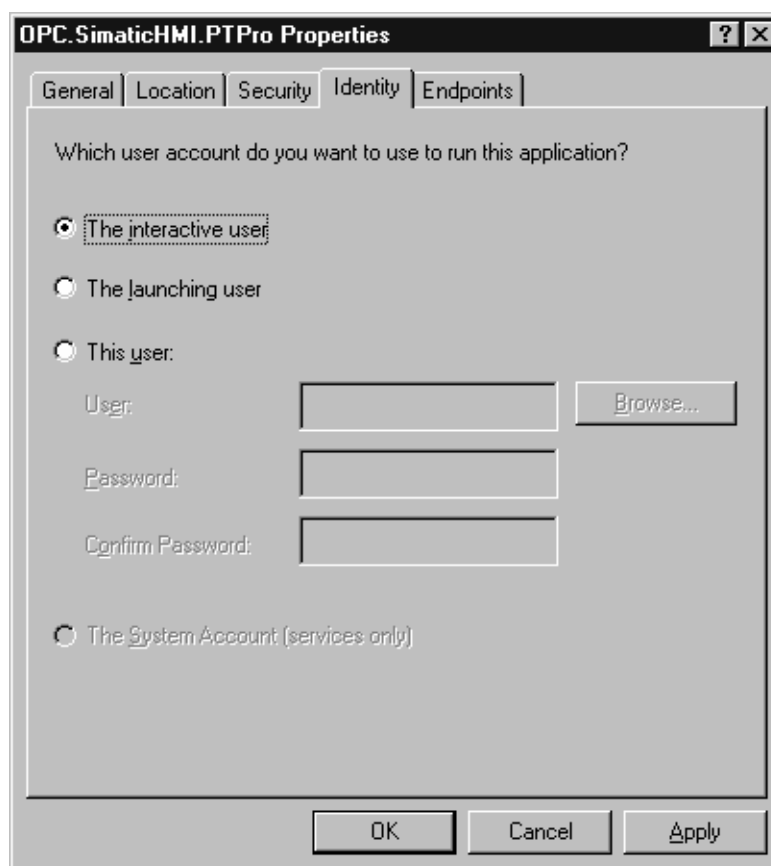 OPC.SimaticHMI.PTPro Properties
General Location Security Identity Endpoints
Which user account do you want to use to run this application?
The interactive user
The launching user
This user:
User:
Browse...
Password:
Confirm Password:
The System Account (services only)
OK Cancel Apply